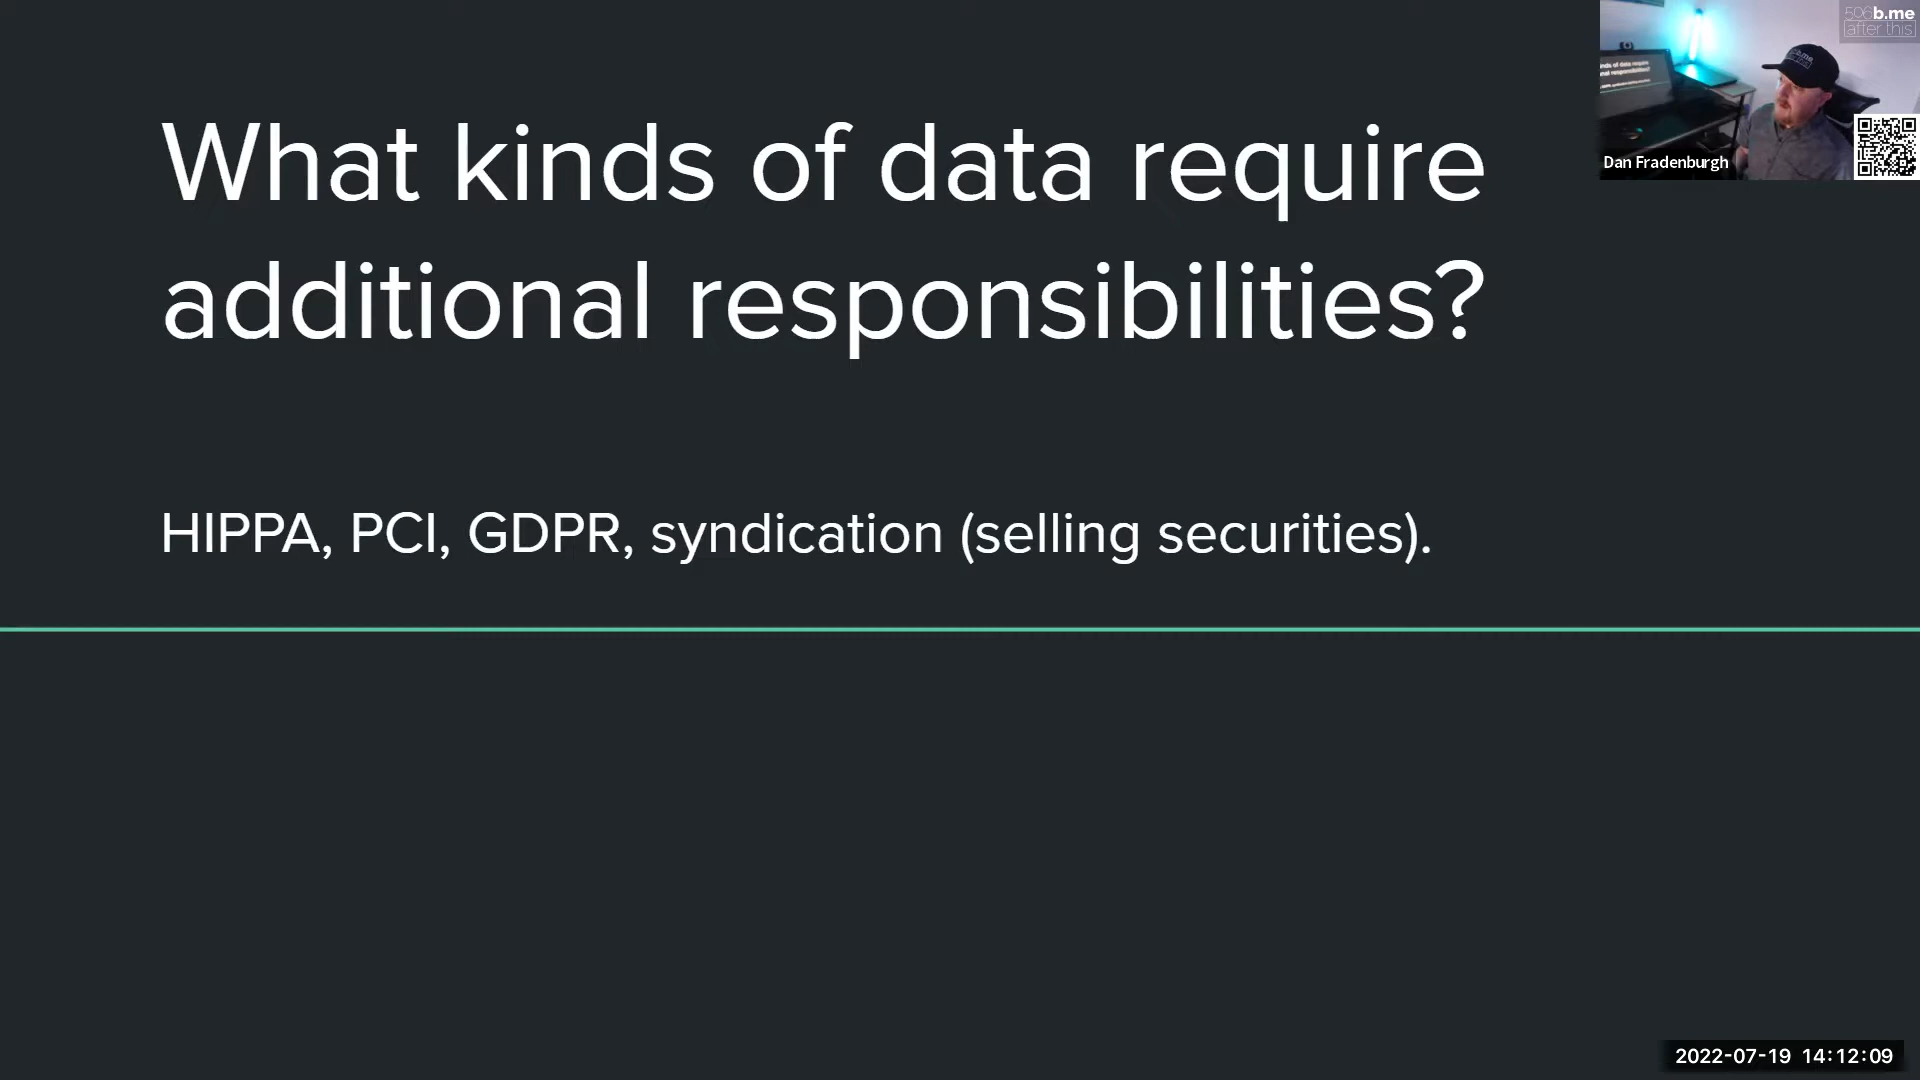 What kinds of data require
additional responsibilities?
HIPPA, PCI, GDPR, syndication (selling securities).
506b.me
after this
Dan Fradenburgh
2022-07-19 14:12:09